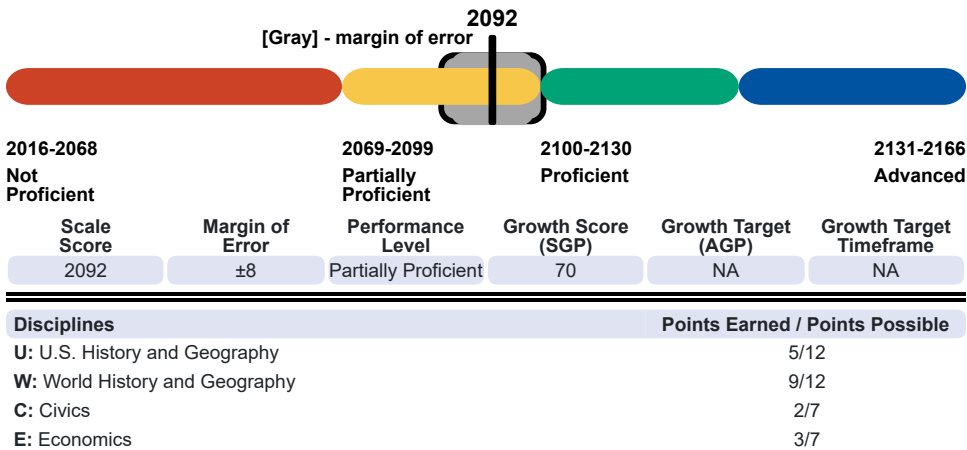 2092
[Gray] - margin of error
2016-2068 2069-2099 2100-2130 2131-2166
Not Proficient Partially Proficient Proficient Advanced
Scale Score Margin of Error Performance Level Growth Score (SGP) Growth Target (AGP) Growth Target Timeframe
2092 ±8 Partially Proficient 70 NA NA
Disciplines Points Earned / Points Possible
U: U.S. History and Geography 5/12
W: World History and Geography 9/12
C: Civics 2/7
E: Economics 3/7